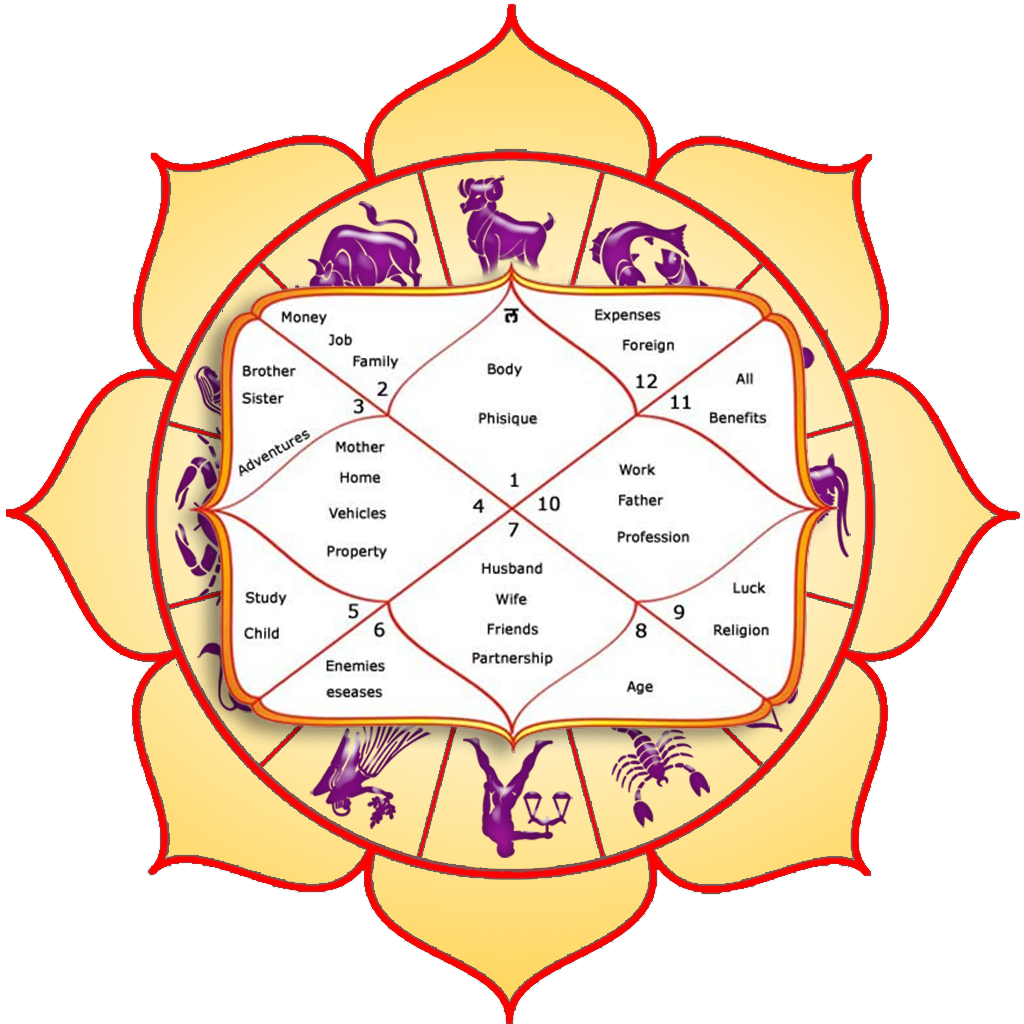 Money
Job
Family
2
Brother
Sister
3
Adventures
ल
Body
Phisique
1
Expenses
Foreign
12
11
All
Benefits
Mother
Home
Vehicles
Property
4
10
Work
Father
Profession
7
Husband
Wife
Friends
Partnership
Study
Child
5
6
Enemies
eseases
8
Age
9
Luck
Religion